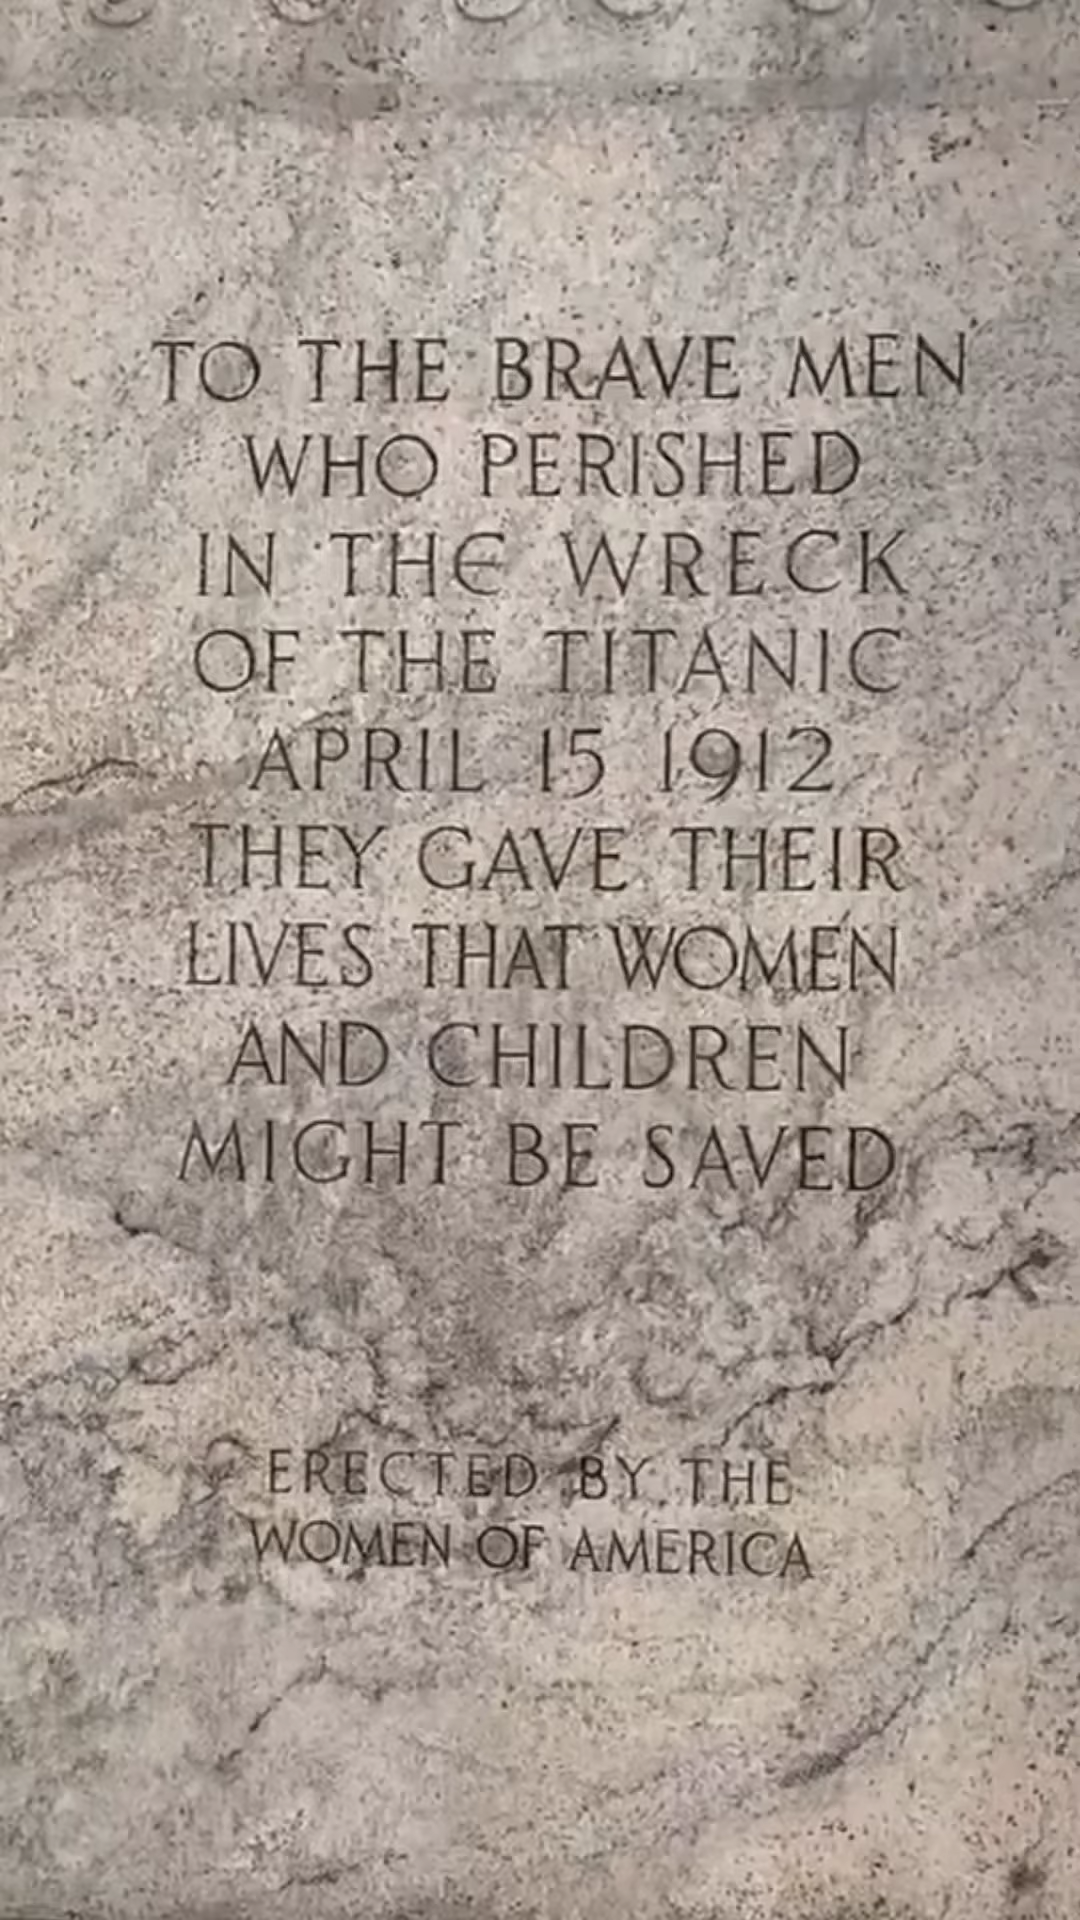 TO THE BRAVE MEN
WHO PERISHED
IN THE WRECK
OF THE TITANIC
APRIL 15 1912
THEY GAVE THEIR
LIVES THAT WOMEN
AND CHILDREN
MIGHT BE SAVED
ERECTED BY THE
WOMEN OF AMERICA